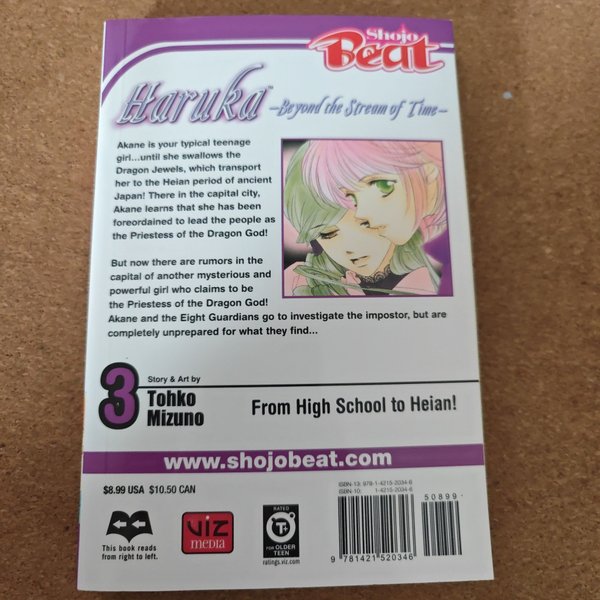 Shojo
Beat
Haruka™
-Beyond the Stream of Time-
Akane is your typical teenage
girl...until she swallows the
Dragon Jewels, which transport
her to the Heian period of ancient
Japan! There in the capital city,
Akane learns that she has been
foreordained to lead the people as
the Priestess of the Dragon God!
But now there are rumors in the
capital of another mysterious and
powerful girl who claims to be
the Priestess of the Dragon God!
Akane and the Eight Guardians go to investigate the impostor, but are
completely unprepared for what they find...
3
Story & Art by
Tohko
Mizuno
From High School to Heian!
www.shojobeat.com
$8.99 USA $10.50 CAN
ISBN-13: 978-1-4215-2034-6
ISBN-10: 1-4215-2034-6
50899
9 781421 520346
This book reads
from right to left.
VIZ
MEDIA
RATED
T+
FOR OLDER
TEEN
ratings.viz.com